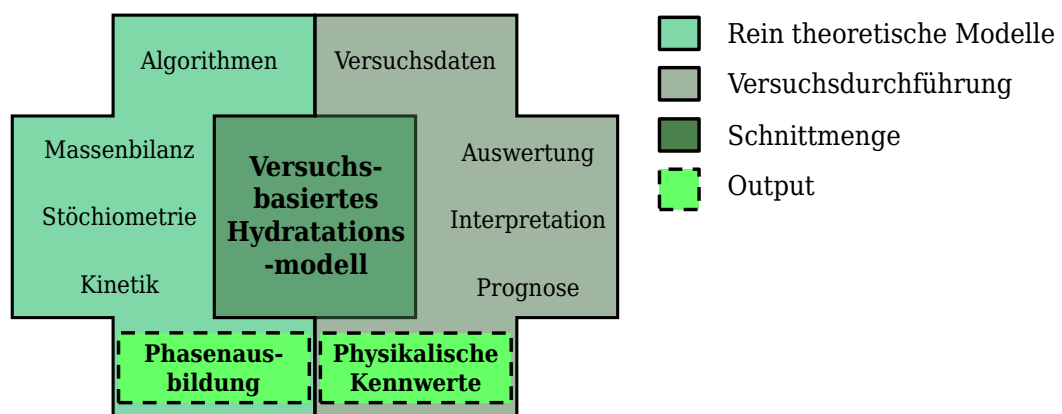 Algorithmen
Versuchsdaten
Massenbilanz
Stöchiometrie
Kinetik
Versuchs-
basiertes
Hydratations
-modell
Auswertung
Interpretation
Prognose
Phasenaus-
bildung
Physikalische
Kennwerte
Rein theoretische Modelle
Versuchsdurchführung
Schnittmenge
Output